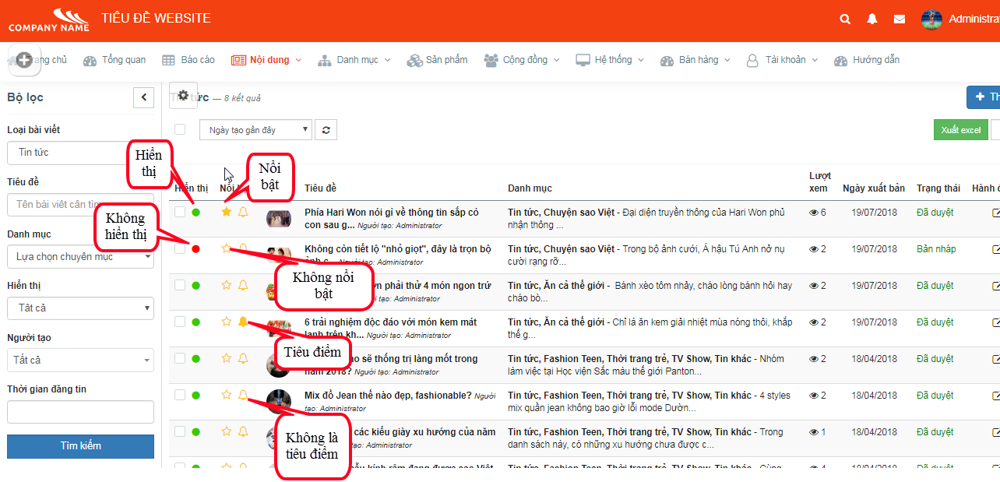 COMPANY NAME
TIÊU ĐỀ WEBSITE
Administra
rang chủ
Tổng quan
Báo cáo
Nội dung
Danh mục
Sản phẩm
Cộng đồng
Hệ thống
Bán hàng
Tài khoản
Hướng dẫn
Bộ lọc
Tin tức — 8 kết quả
+ Th
Loại bài viết
Ngày tạo gần đây
Xuất excel
Tin tức
Hiển
thị
Nổi
bật
Tiêu đề
Tên bài viết cần tìm
Không
hiển thị
Danh mục
Lựa chọn chuyên mục
Hiển thị
Tất cả
Người tạo
Tất cả
Thời gian đăng tin
Tìm kiếm
Hiển thị
Tiêu đề
Danh mục
Lượt
xem
Ngày xuất bản
Trạng thái
Hành đ
Phía Hari Won nói gì về thông tin sắp có
con sau g... Người tạo: Administrator
Tin tức, Chuyện sao Việt - Đại diện truyền thông của Hari Won phủ
nhận thông ...
6
19/07/2018
Đã duyệt
Không còn tiết lộ "nhỏ giọt", đây là trọn bộ
ảnh c... Người tạo: Administrator
Tin tức, Chuyện sao Việt - Trong bộ ảnh cưới, Á hậu Tú Anh nở nụ
cười rạng rỡ...
2
19/07/2018
Bản nháp
Không nổi
bật
phải thử 4 món ngon trứ
tạo: Administrator
Tin tức, Ăn cả thế giới - Bánh xèo tôm nhảy, cháo lòng bánh hỏi hay
cháo bò...
2
19/07/2018
Đã duyệt
6 trải nghiệm độc đáo với món kem mát
lạnh trên kh... Người tạo: Administrator
Tin tức, Ăn cả thế giới - Chỉ là ăn kem giải nhiệt mùa nóng thôi, khắp
thế g...
2
19/07/2018
Đã duyệt
Tiêu điểm
sẽ thống trị làng mốt trong
năm 2018? Người tạo: Administrator
Tin tức, Fashion Teen, Thời trang trẻ, TV Show, Tin khác - Nhóm
làm việc tại Học viện Sắc màu thế giới Panton...
2
18/04/2018
Đã duyệt
Mix đồ Jean thế nào đẹp, fashionable? Người
tạo: Administrator
Tin tức, Fashion Teen, Thời trang trẻ, TV Show, Tin khác - 4 styles
mix quần jean không bao giờ lỗi mode Dườn...
2
18/04/2018
Đã duyệt
Không là
tiêu điểm
các kiểu giày xu hướng của năm
tạo: Administrator
Tin tức, Fashion Teen, Thời trang trẻ, TV Show, Tin khác - Trong
danh sách này, có những xu hướng chưa được c...
1
18/04/2018
Đã duyệt
kính râm đang được sao Việt
Tin tức, Fashion Teen, Thời trang trẻ, TV Show, Tin khác - Cùng
4
18/04/2018
Đã duyệt